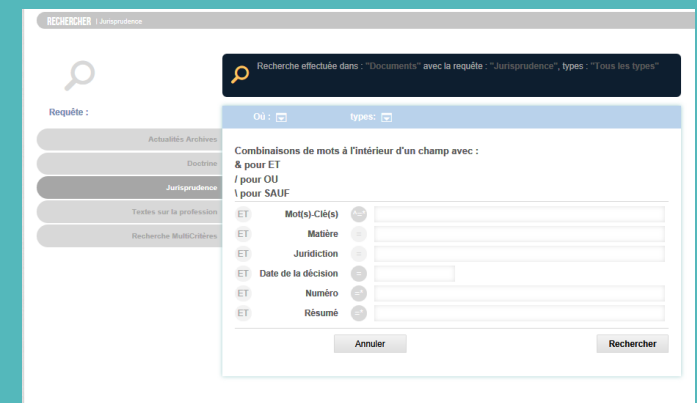 RECHERCHER | Jurisprudence
Recherche effectuée dans : "Documents" avec la requête : "Jurisprudence", types : "Tous les types"
Requête :
Actualités Archives
Doctrine
Jurisprudence
Textes sur la profession
Recherche MultiCritères
Où :
types:
Combinaisons de mots à l'intérieur d'un champ avec :
& pour ET
/ pour OU
\ pour SAUF
ET Mot(s)-Clé(s) *=*
ET Matière =
ET Juridiction =
ET Date de la décision =
ET Numéro =*
ET Résumé =*
Annuler Rechercher